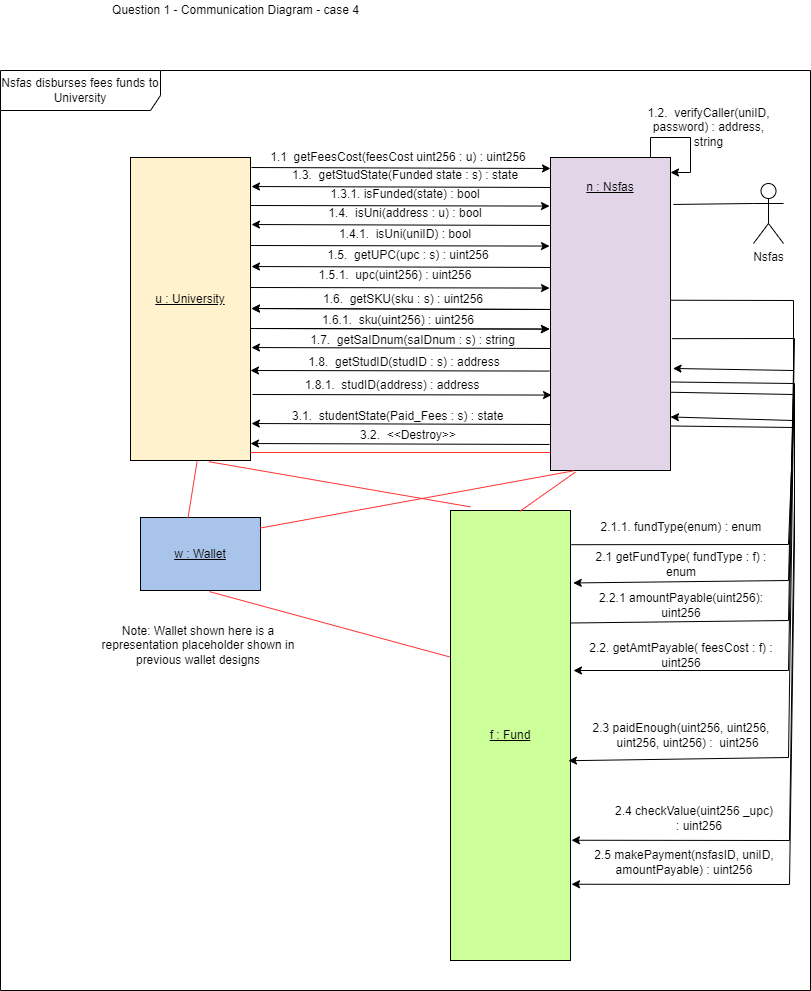 Question 1 - Communication Diagram - case 4
Nsfas disburses fees funds to
University
1.2. verifyCaller(uniID,
password) : address,
string
1.1 getFeesCost(feesCost uint256 : u) : uint256
1.3. getStudState(Funded state : s) : state
n : Nsfas
1.3.1. isFunded(state) : bool
1.4. isUni(address : u) : bool
1.4.1. isUni(uniID) : bool
1.5. getUPC(upc : s) : uint256
Nsfas
1.5.1. upc(uint256) : uint256
u : University
1.6. getSKU(sku : s) : uint256
1.6.1. sku(uint256) : uint256
1.7. getSaIDnum(saIDnum : s) : string
1.8. getStudID(studID : s) : address
1.8.1. studID(address) : address
3.1. studentState(Paid_Fees : s) : state
3.2. <<Destroy>>
2.1.1. fundType(enum) : enum
w : Wallet
2.1 getFundType( fundType : f) :
enum
2.2.1 amountPayable(uint256):
uint256
Note: Wallet shown here is a
representation placeholder shown in
previous wallet designs
2.2. getAmtPayable( feesCost : f) :
uint256
f : Fund
2.3 paidEnough(uint256, uint256,
uint256, uint256) : uint256
2.4 checkValue(uint256 _upc)
: uint256
2.5 makePayment(nsfasID, uniID,
amountPayable) : uint256